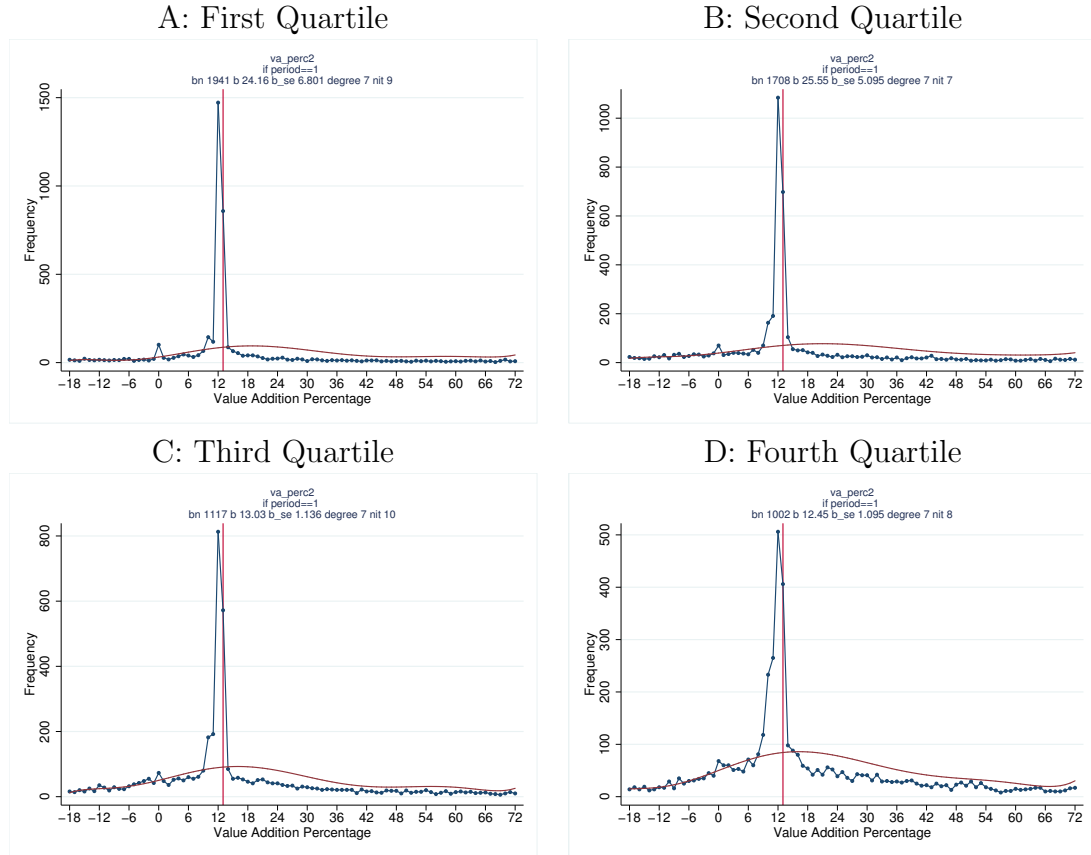 A: First Quartile
va_perc2
if period==1
bn 1941 b 24.16 b_se 6.801 degree 7 nit 9
Frequency
1500
1000
500
0
−18 −12 −6 0 6 12 18 24 30 36 42 48 54 60 66 72
Value Addition Percentage
B: Second Quartile
va_perc2
if period==1
bn 1708 b 25.55 b_se 5.095 degree 7 nit 7
Frequency
1000
800
600
400
200
0
−18 −12 −6 0 6 12 18 24 30 36 42 48 54 60 66 72
Value Addition Percentage
C: Third Quartile
va_perc2
if period==1
bn 1117 b 13.03 b_se 1.136 degree 7 nit 10
Frequency
800
600
400
200
0
−18 −12 −6 0 6 12 18 24 30 36 42 48 54 60 66 72
Value Addition Percentage
D: Fourth Quartile
va_perc2
if period==1
bn 1002 b 12.45 b_se 1.095 degree 7 nit 8
Frequency
500
400
300
200
100
0
−18 −12 −6 0 6 12 18 24 30 36 42 48 54 60 66 72
Value Addition Percentage